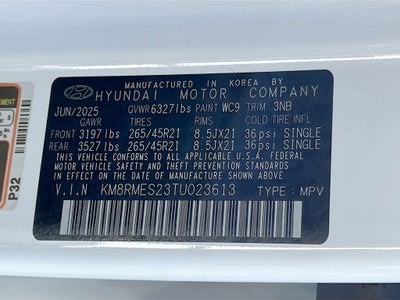 MANUFACTURED IN KOREA BY
HYUNDAI MOTOR COMPANY
JUN/2025 GVWR 6327lbs PAINT WC9 TRIM 3NB
GAWR TIRES RIMS COLD TIRE INFL
FRONT 3197lbs 265/45R21 8.5JX21 36psi SINGLE
REAR 3527lbs 265/45R21 8.5JX21 36psi SINGLE
THIS VEHICLE CONFORMS TO ALL APPLICABLE U.S.A. FEDERAL
MOTOR VEHICLE SAFETY AND THEFT PREVENTION STANDARDS
IN EFFECT ON THE DATE OF MANUFACTURE SHOWN ABOVE.
V.I.N KM8RMES23TU023613 TYPE : MPV
P32